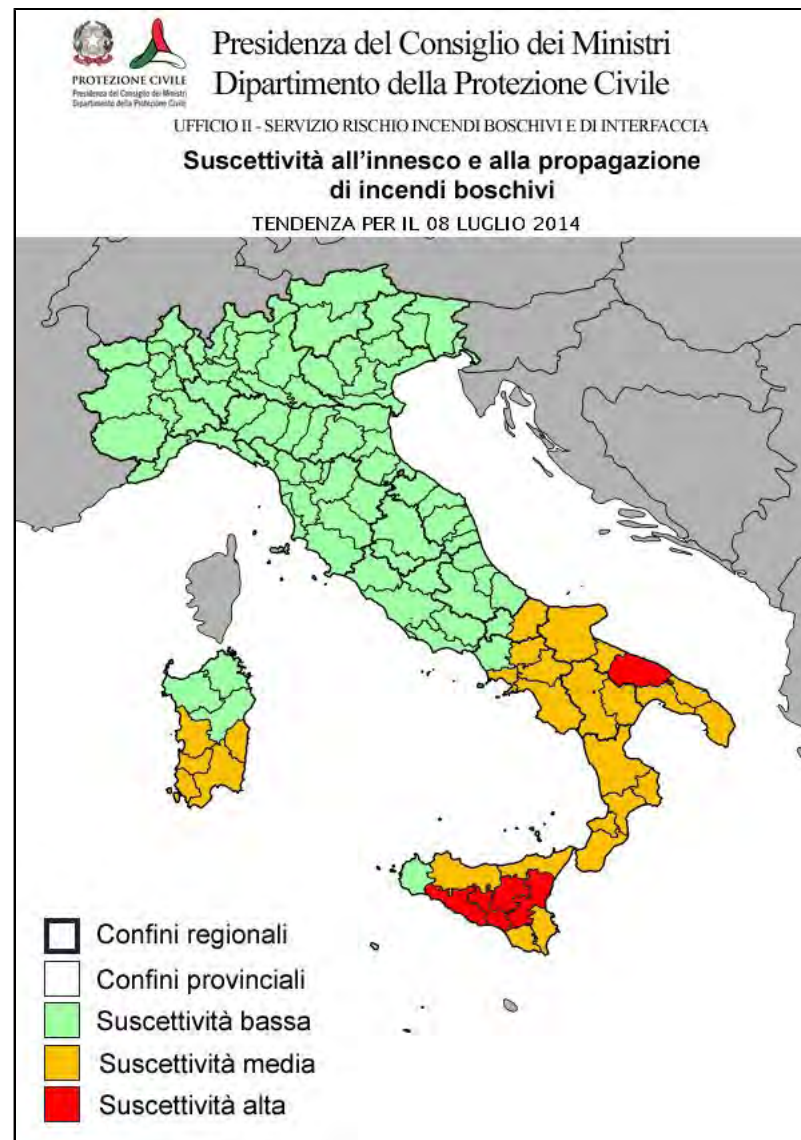 PROTEZIONE CIVILE
Presidenza del Consiglio dei Ministri
Dipartimento della Protezione Civile
Presidenza del Consiglio dei Ministri
Dipartimento della Protezione Civile
UFFICIO II - SERVIZIO RISCHIO INCENDI BOSCHIVI E DI INTERFACCIA
Suscettività all'innesco e alla propagazione
di incendi boschivi
TENDENZA PER IL 08 LUGLIO 2014
Confini regionali
Confini provinciali
Suscettività bassa
Suscettività media
Suscettività alta